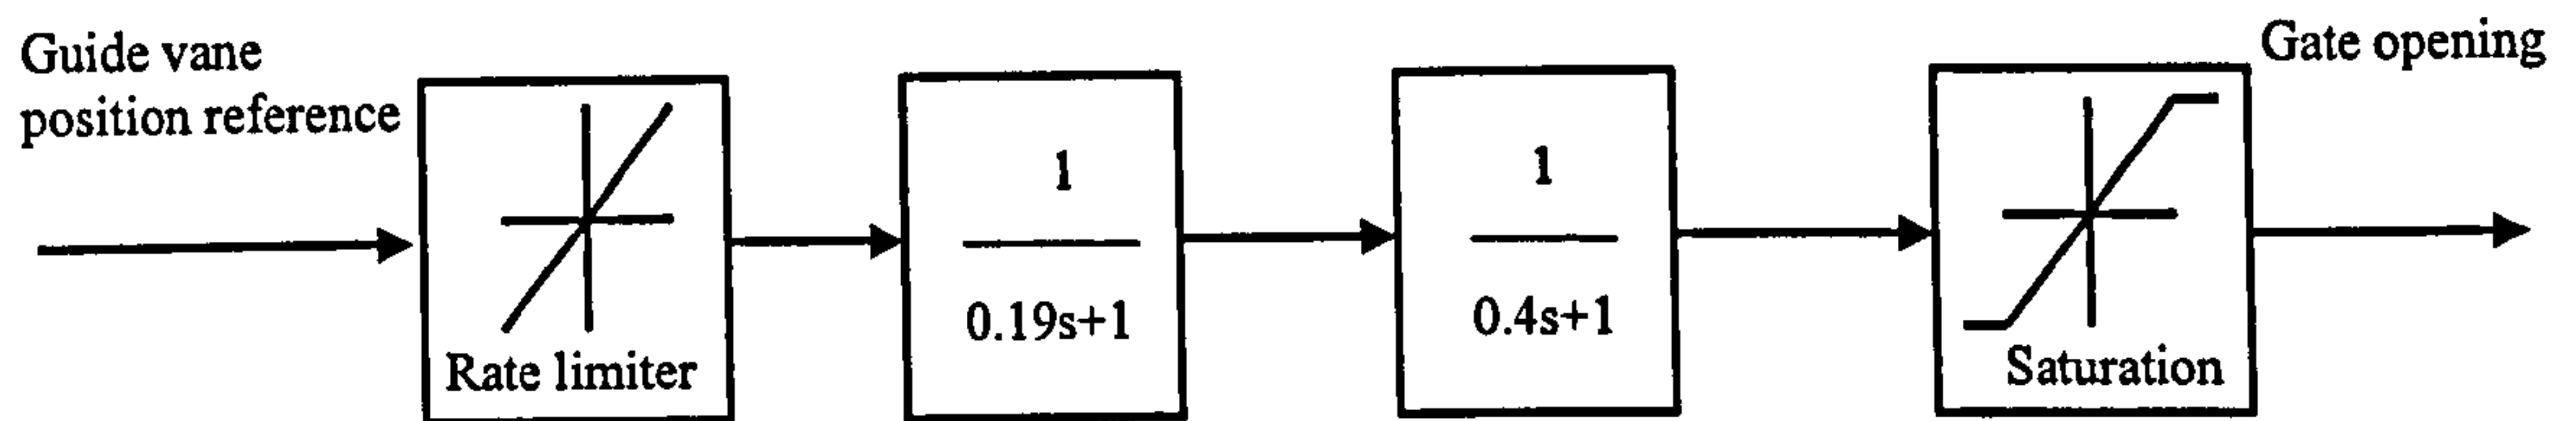 Guide vane
position reference
Rate limiter
1
0.19s+1
1
0.4s+1
Saturation
Gate opening